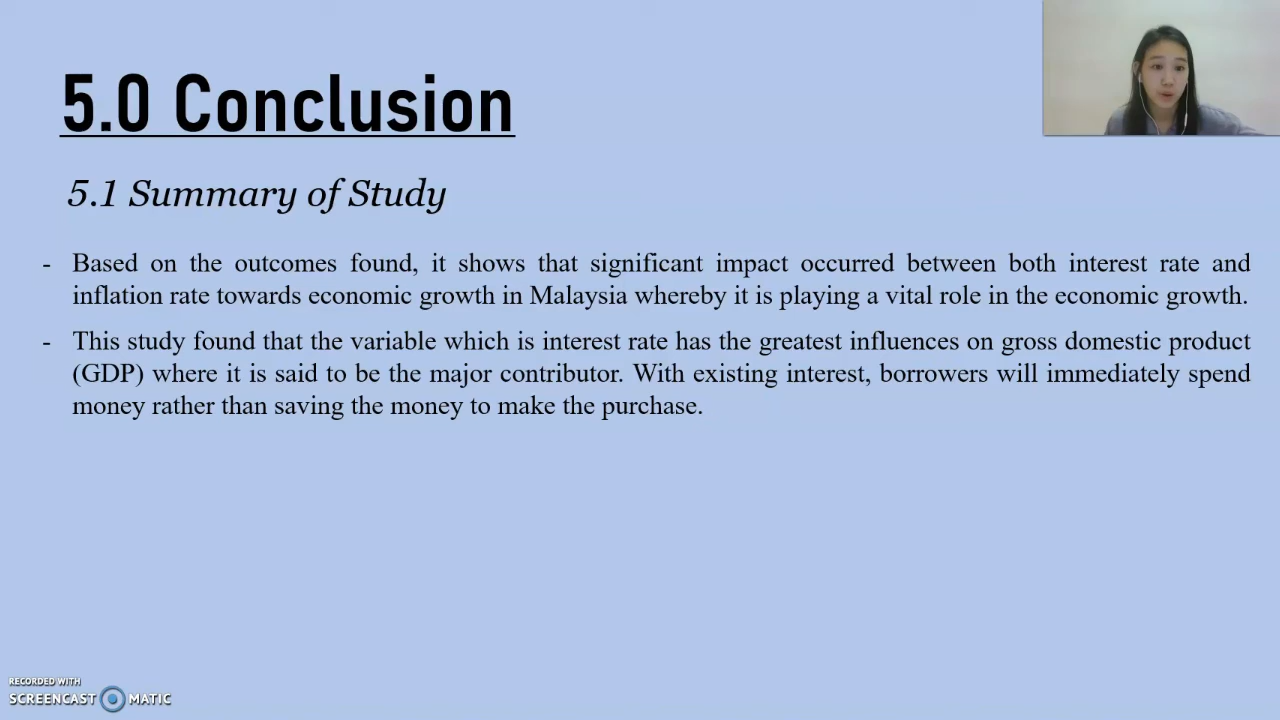 5.0 Conclusion
5.1 Summary of Study
- Based on the outcomes found, it shows that significant impact occurred between both interest rate and
inflation rate towards economic growth in Malaysia whereby it is playing a vital role in the economic growth.
- This study found that the variable which is interest rate has the greatest influences on gross domestic product
(GDP) where it is said to be the major contributor. With existing interest, borrowers will immediately spend
money rather than saving the money to make the purchase.
RECORDED WITH
SCREENCAST MATIC